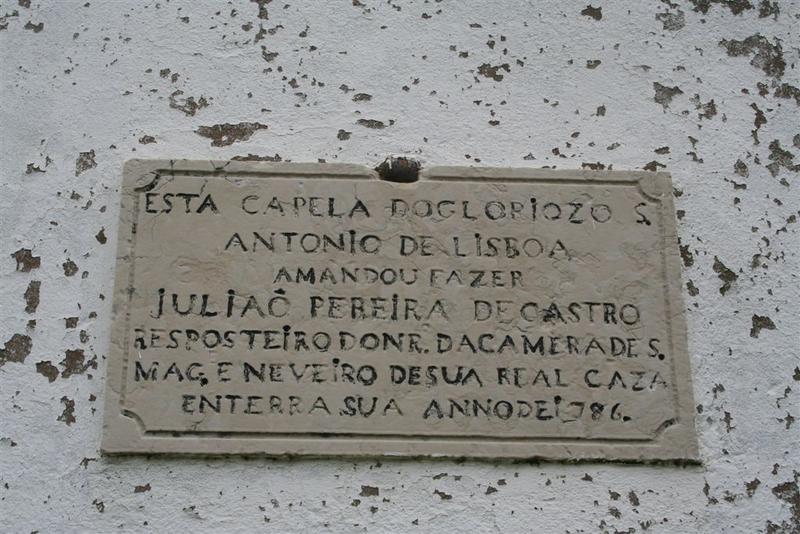 ESTA CAPELA DOGLORIOZO S.
ANTONIO DE LISBOA
AMANDOU FAZER
JULIAÕ PEREIRA DECASTRO
RESPOSTEIRO DONR. DACAMERADE S.
MAG. E NEVEIRO DESUA REAL CAZA
ENTERRA SUA ANNODE1786.